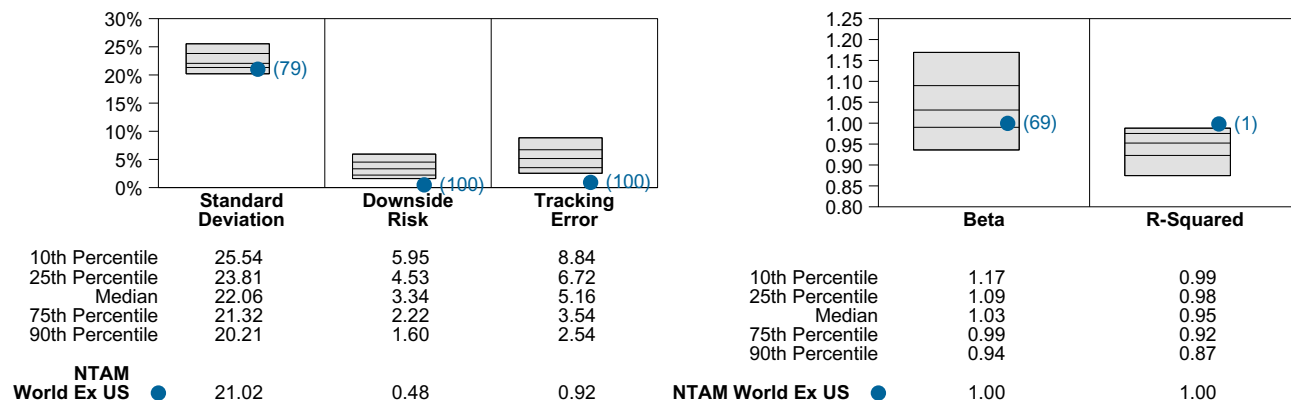 30%
25%
20%
15%
10%
5%
0%
(79)
(100)
(100)
Standard Deviation
Downside Risk
Tracking Error
10th Percentile 25.54 5.95 8.84
25th Percentile 23.81 4.53 6.72
Median 22.06 3.34 5.16
75th Percentile 21.32 2.22 3.54
90th Percentile 20.21 1.60 2.54
NTAM
World Ex US 21.02 0.48 0.92
1.25
1.20
1.15
1.10
1.05
1.00
0.95
0.90
0.85
0.80
(69)
(1)
Beta R-Squared
10th Percentile 1.17 0.99
25th Percentile 1.09 0.98
Median 1.03 0.95
75th Percentile 0.99 0.92
90th Percentile 0.94 0.87
NTAM World Ex US 1.00 1.00